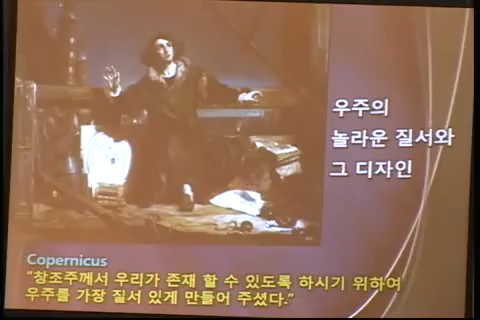 우주의
놀라운 질서와
그 디자인
Copernicus
“창조주께서 우리가 존재 할 수 있도록 하시기 위하여
우주를 가장 질서 있게 만들어 주셨다.”